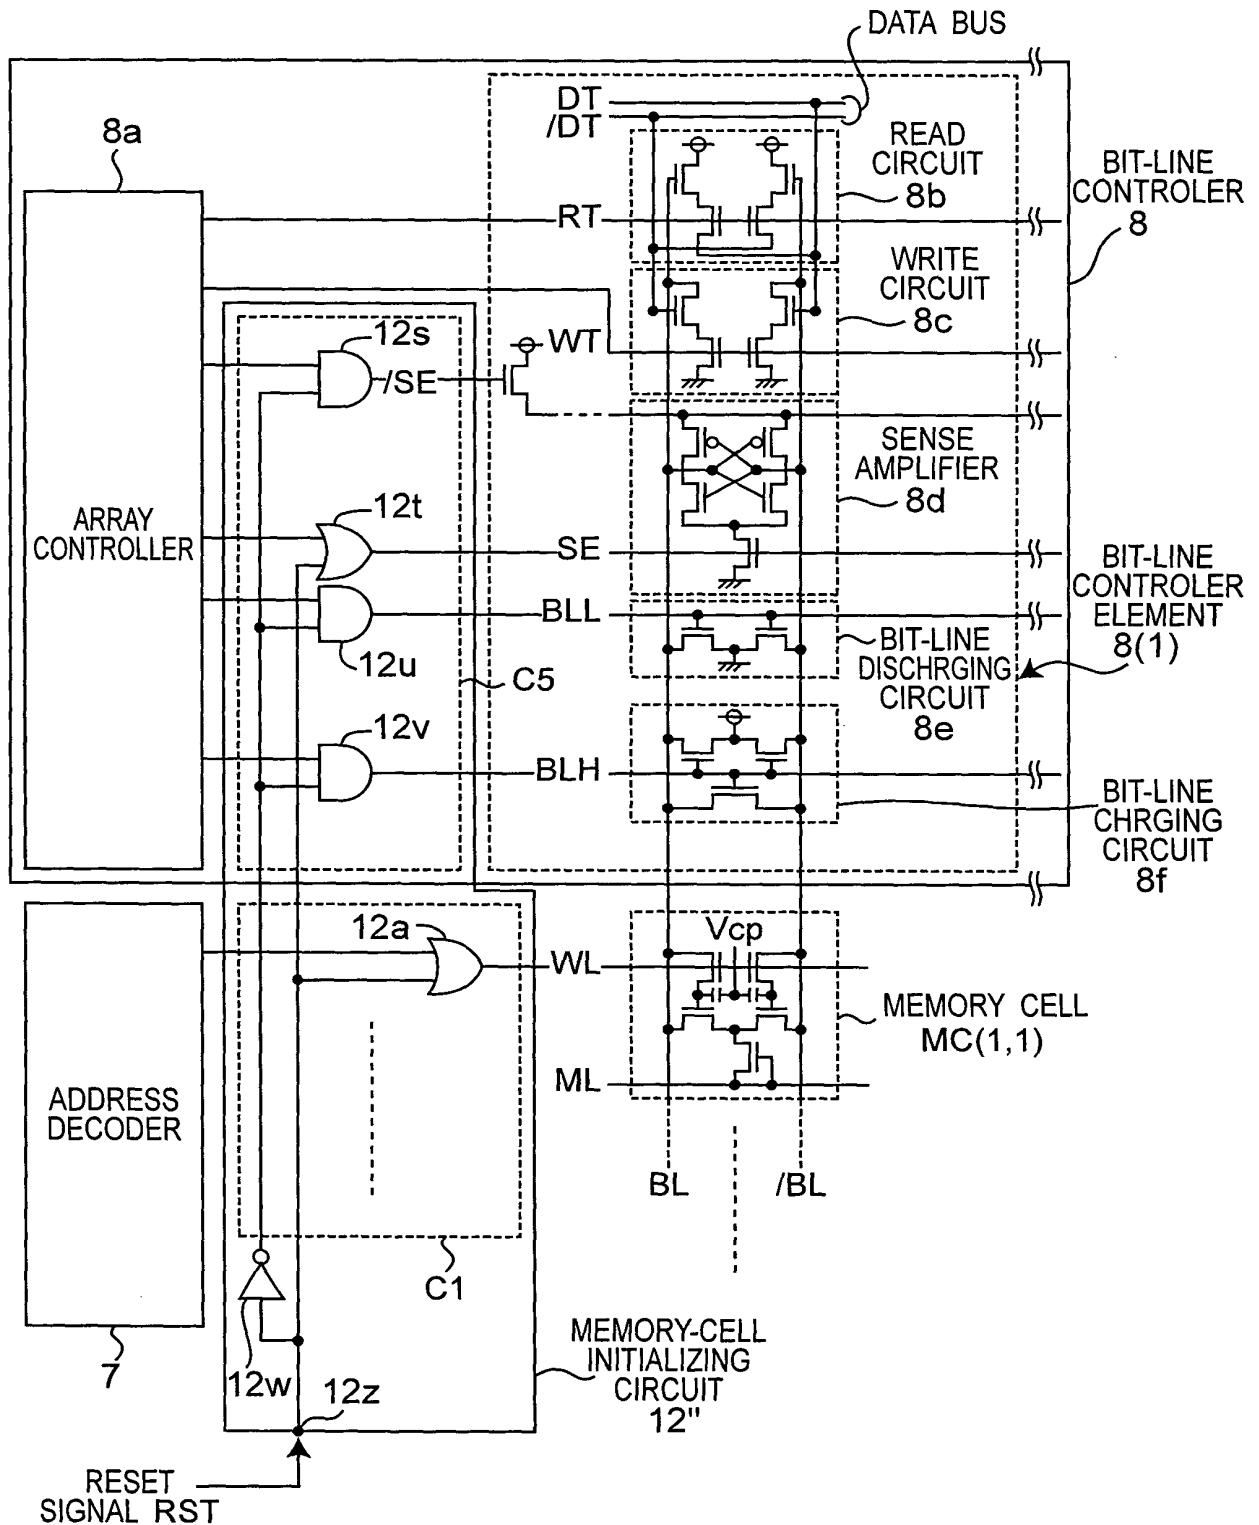 DATA BUS
DT
/DT
8a
READ
CIRCUIT
8b
BIT-LINE
CONTROLER
8
RT
WRITE
CIRCUIT
8c
12s
WT
/SE
SENSE
AMPLIFIER
8d
12t
ARRAY
CONTROLLER
SE
BIT-LINE
CONTROLER
ELEMENT
8(1)
BLL
12u
BIT-LINE
DISCHRGING
CIRCUIT
8e
C5
12v
BLH
BIT-LINE
CHRGING
CIRCUIT
8f
12a
Vcp
WL
MEMORY CELL
MC(1,1)
ML
ADDRESS
DECODER
BL
/BL
C1
7
12w
MEMORY-CELL
INITIALIZING
CIRCUIT
12"
12z
RESET
SIGNAL RST